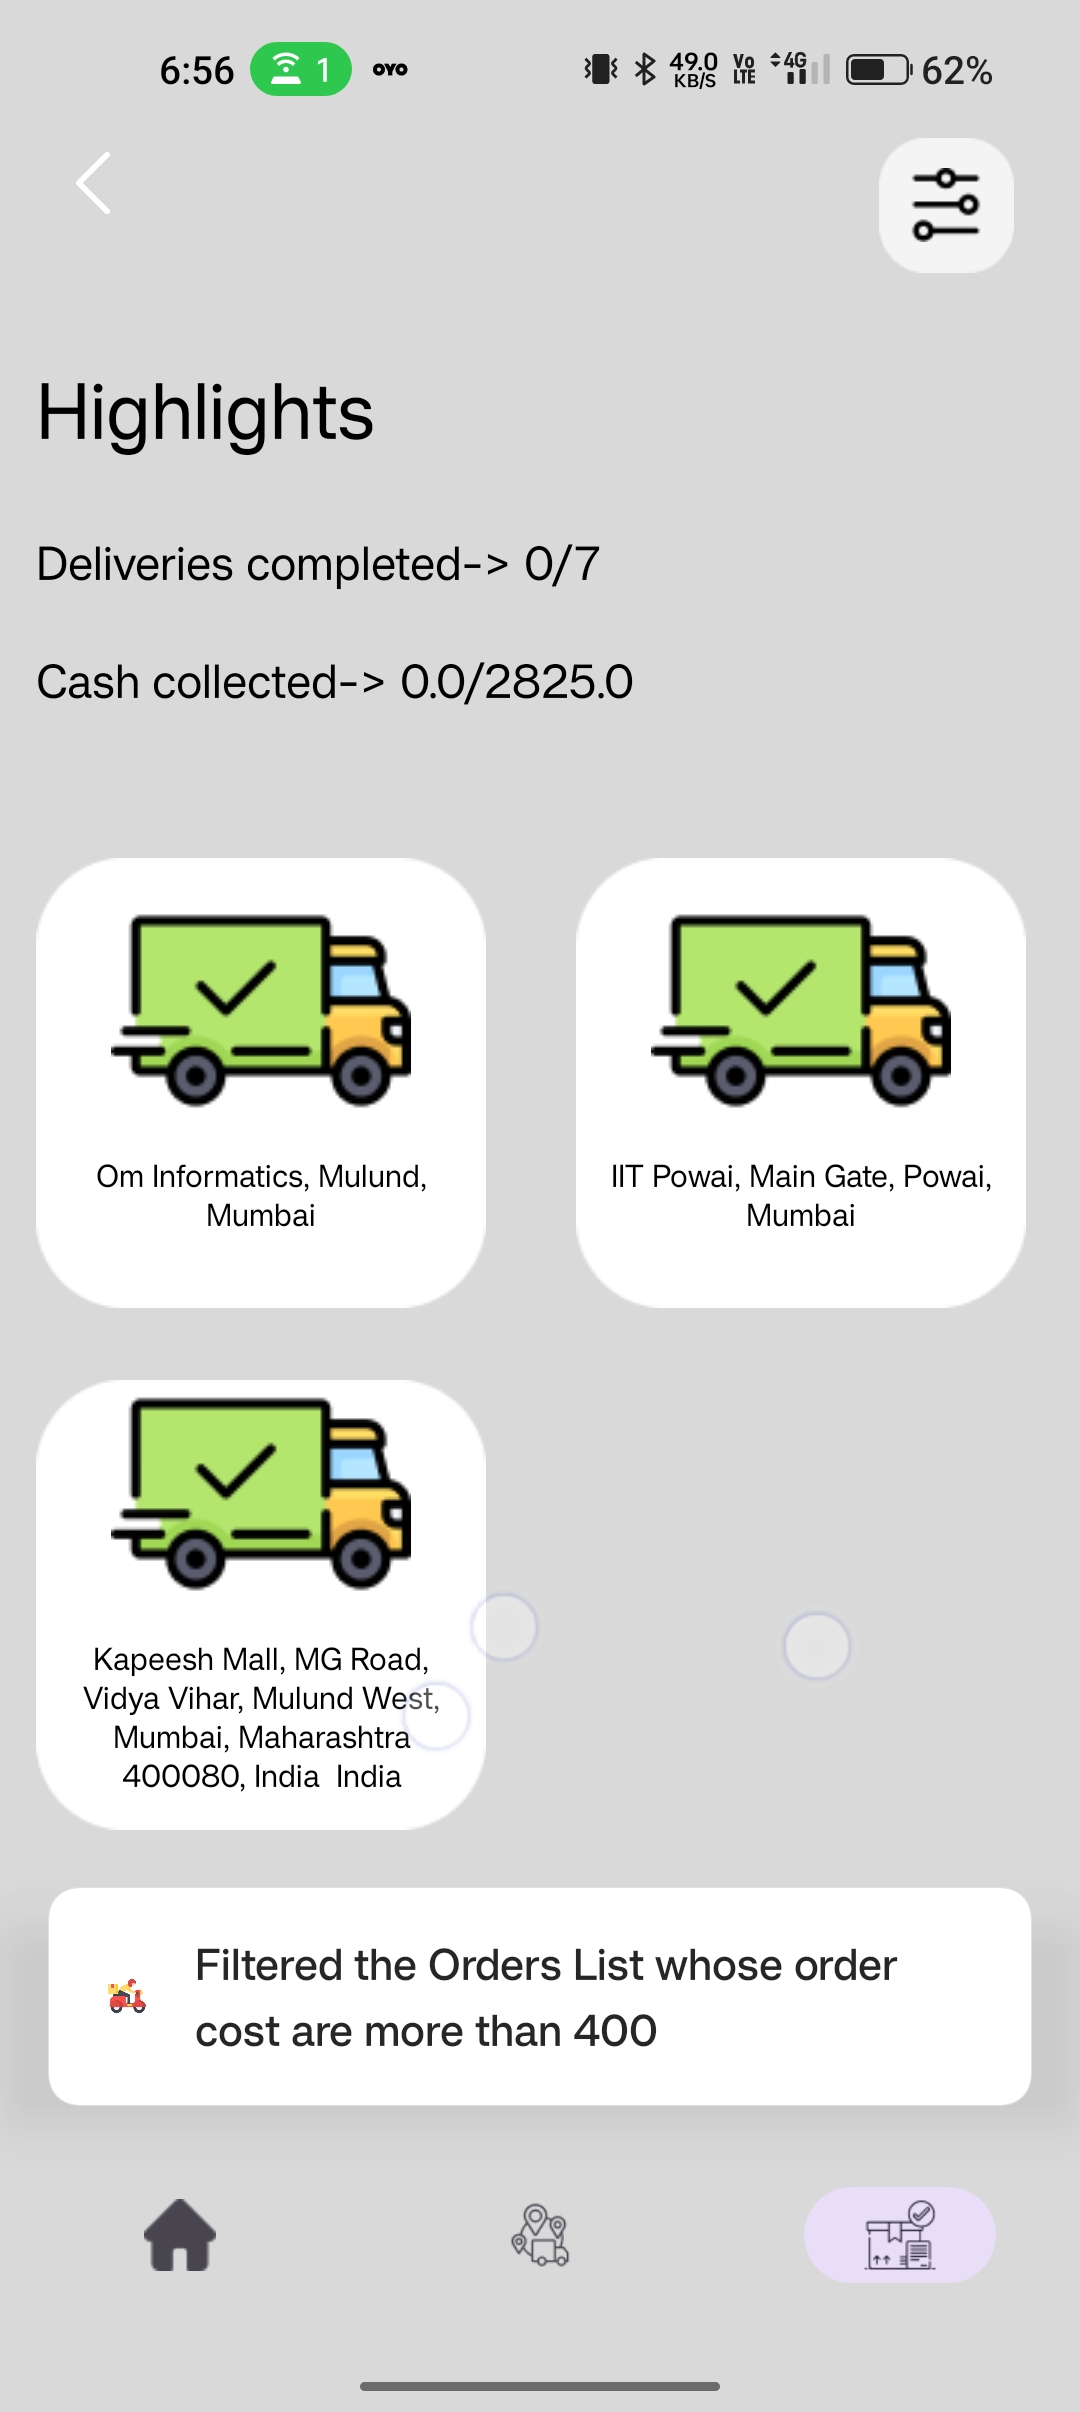 6:56 1 OYO 49.0 KB/S Vo LTE 4G 62%
Highlights
Deliveries completed-> 0/7
Cash collected-> 0.0/2825.0
Om Informatics, Mulund,
Mumbai
IIT Powai, Main Gate, Powai,
Mumbai
Kapeesh Mall, MG Road,
Vidya Vihar, Mulund West,
Mumbai, Maharashtra
400080, India  India
Filtered the Orders List whose order
cost are more than 400